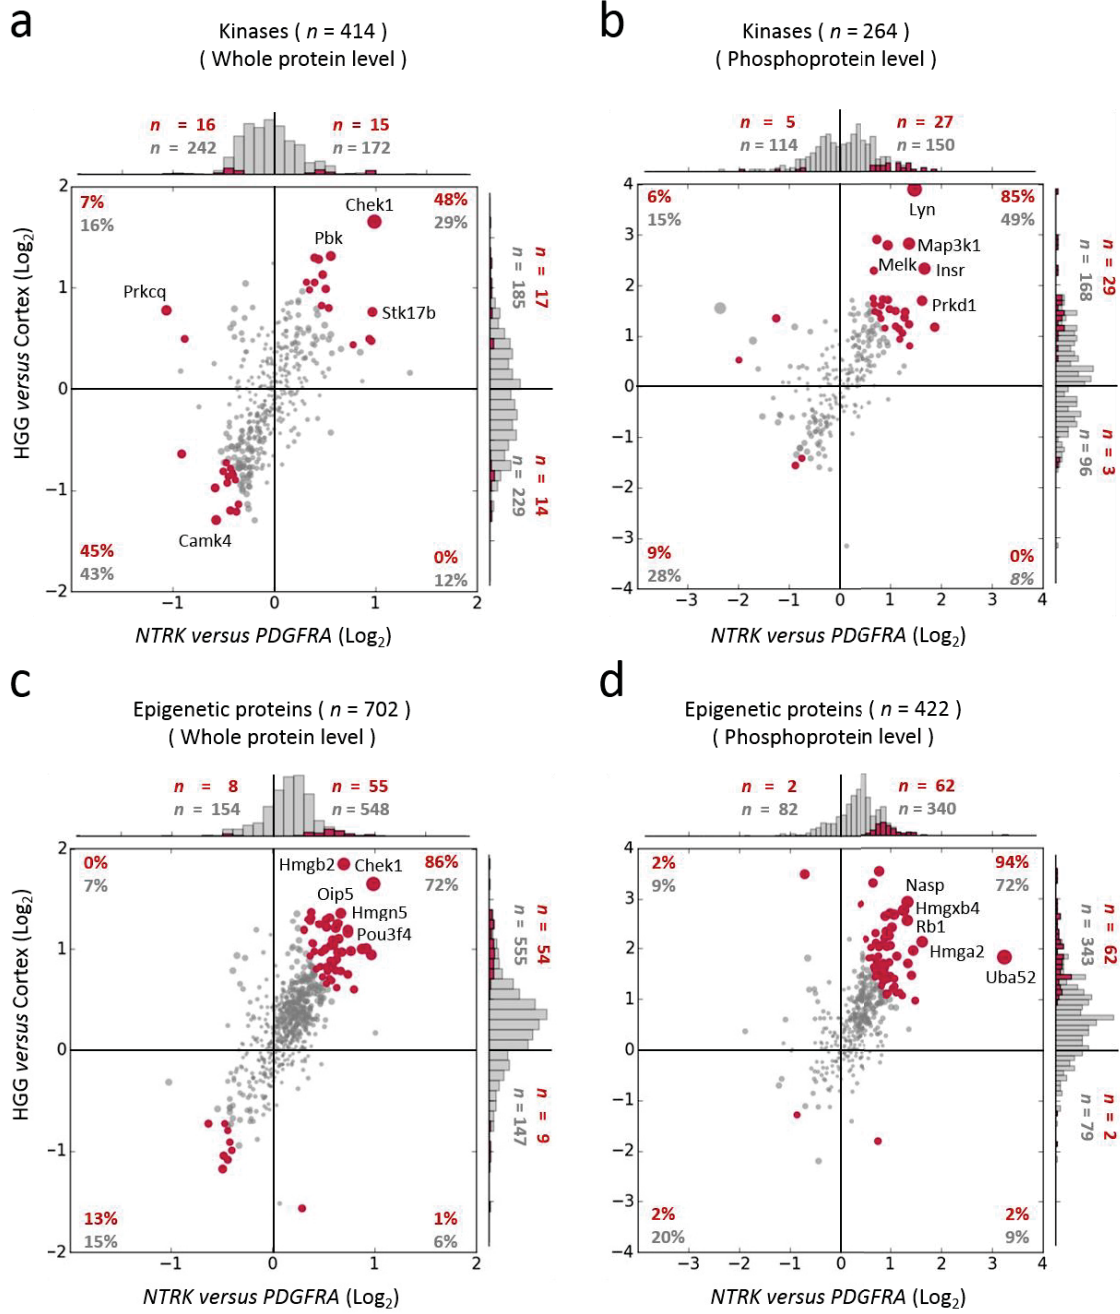 a
Kinases ( n = 414 )
( Whole protein level )
n = 16
n = 15
n = 242
n = 172
7%
16%
48%
29%
Chek1
Pbk
Prkcq
Stk17b
Camk4
45%
43%
0%
12%
n = 17
n = 185
n = 14
n = 229
2
1
0
−1
−2
−1
0
1
2
HGG versus Cortex (Log2)
NTRK versus PDGFRA (Log2)
b
Kinases ( n = 264 )
( Phosphoprotein level )
n = 5
n = 27
n = 114
n = 150
6%
15%
85%
49%
Lyn
Map3k1
Melk
Insr
Prkd1
9%
28%
0%
8%
n = 29
n = 168
n = 3
n = 96
4
3
2
1
0
−1
−2
−3
−4
−3
−2
−1
0
1
2
3
4
NTRK versus PDGFRA (Log2)
c
Epigenetic proteins ( n = 702 )
( Whole protein level )
n = 8
n = 55
n = 154
n = 548
0%
7%
86%
72%
Hmgb2
Chek1
Oip5
Hmgn5
Pou3f4
13%
15%
1%
6%
n = 54
n = 555
n = 9
n = 147
2
1
0
−1
−2
−1
0
1
2
HGG versus Cortex (Log2)
NTRK versus PDGFRA (Log2)
d
Epigenetic proteins ( n = 422 )
( Phosphoprotein level )
n = 2
n = 62
n = 82
n = 340
2%
9%
94%
72%
Nasp
Hmgxb4
Rb1
Hmga2
Uba52
2%
20%
2%
9%
n = 62
n = 343
n = 2
n = 79
4
3
2
1
0
−1
−2
−3
−4
−3
−2
−1
0
1
2
3
4
NTRK versus PDGFRA (Log2)